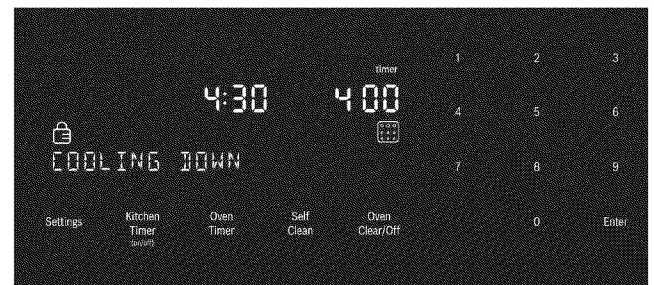 timer
4:30 4 00
COOLING DOWN
Settings
Kitchen
Timer
(on/off)
Oven
Timer
Self
Clean
Oven
Clear/Off
1 2 3
4 5 6
7 8 9
0 Enter